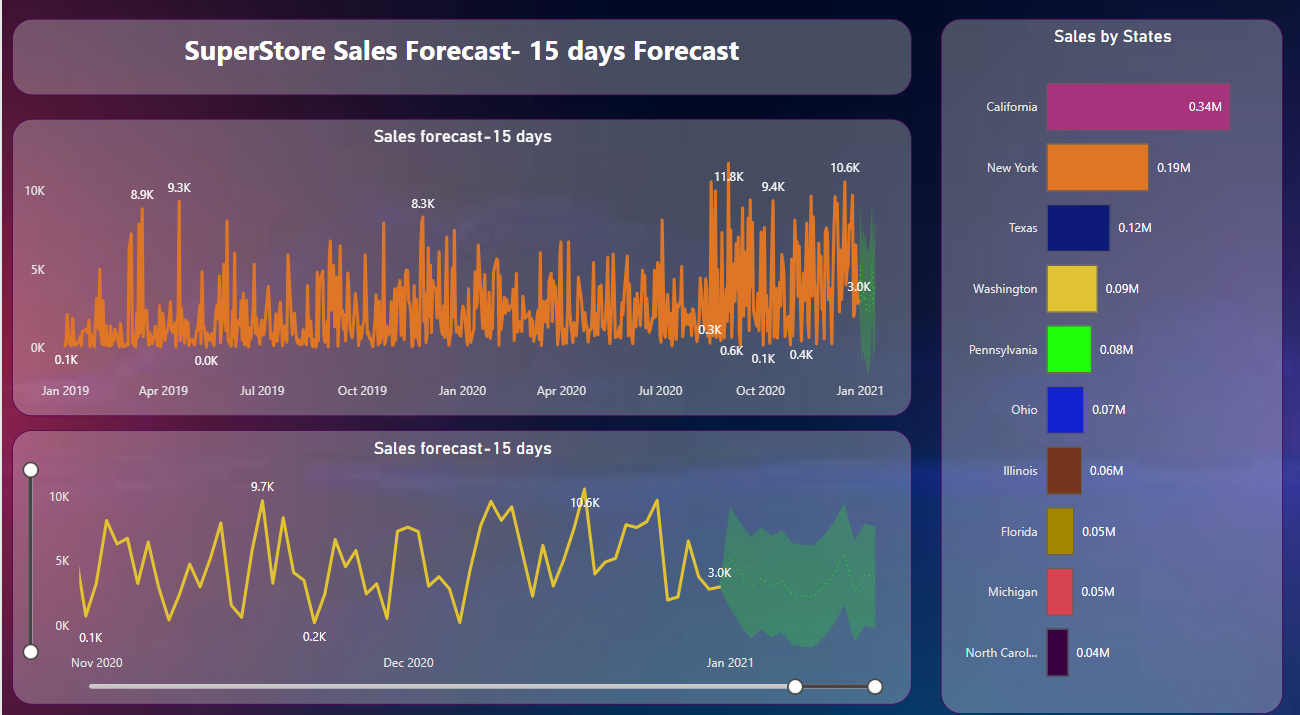 SuperStore Sales Forecast- 15 days Forecast
Sales forecast-15 days
10K
5K
0K
8.9K
9.3K
8.3K
11.8K
9.4K
10.6K
3.0K
0.3K
0.1K
0.0K
0.6K
0.1K
0.4K
Jan 2019 Apr 2019 Jul 2019 Oct 2019 Jan 2020 Apr 2020 Jul 2020 Oct 2020 Jan 2021
Sales forecast-15 days
10K
5K
0K
9.7K
10.6K
3.0K
0.1K
0.2K
Nov 2020 Dec 2020 Jan 2021
Sales by States
California 0.34M
New York 0.19M
Texas 0.12M
Washington 0.09M
Pennsylvania 0.08M
Ohio 0.07M
Illinois 0.06M
Florida 0.05M
Michigan 0.05M
North Carol... 0.04M